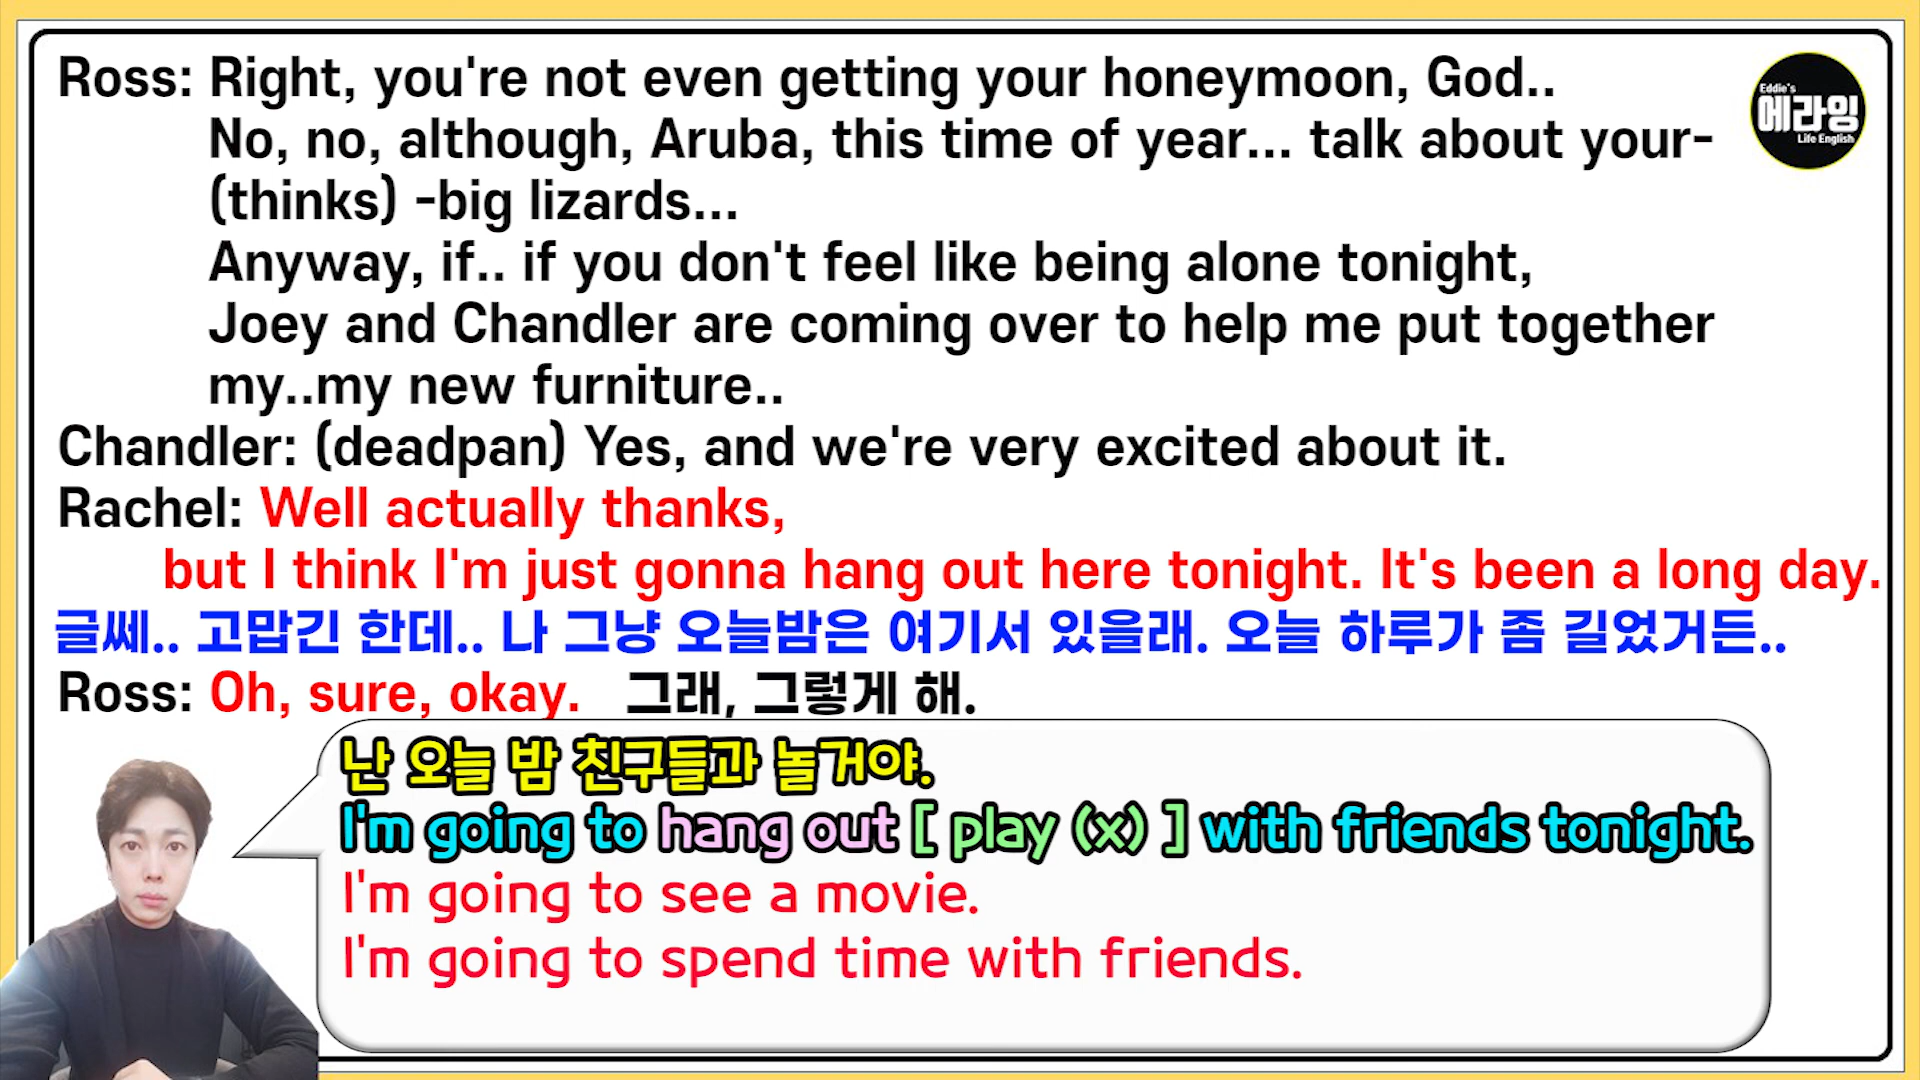 Ross: Right, you're not even getting your honeymoon, God..
No, no, although, Aruba, this time of year... talk about your-
(thinks) -big lizards...
Anyway, if.. if you don't feel like being alone tonight,
Joey and Chandler are coming over to help me put together
my..my new furniture..
Chandler: (deadpan) Yes, and we're very excited about it.
Rachel: Well actually thanks,
but I think I'm just gonna hang out here tonight. It's been a long day.
글쎄.. 고맙긴 한데.. 나 그냥 오늘밤은 여기서 있을래. 오늘 하루가 좀 길었거든..
Ross: Oh, sure, okay. 그래, 그렇게 해.
난 오늘 밤 친구들과 놀거야.
I'm going to hang out [ play (x) ] with friends tonight.
I'm going to see a movie.
I'm going to spend time with friends.
Eddie's
에라잉
Life English